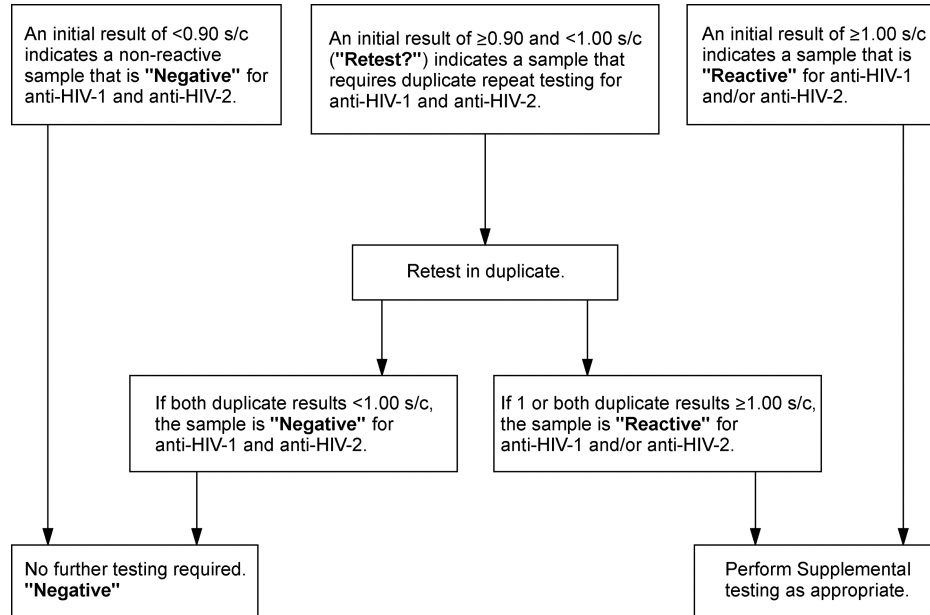 An initial result of <0.90 s/c
indicates a non-reactive
sample that is "Negative" for
anti-HIV-1 and anti-HIV-2.
An initial result of ≥0.90 and <1.00 s/c
("Retest?") indicates a sample that
requires duplicate repeat testing for
anti-HIV-1 and anti-HIV-2.
An initial result of ≥1.00 s/c
indicates a sample that is
"Reactive" for anti-HIV-1
and/or anti-HIV-2.
Retest in duplicate.
If both duplicate results <1.00 s/c,
the sample is "Negative" for
anti-HIV-1 and anti-HIV-2.
If 1 or both duplicate results ≥1.00 s/c,
the sample is "Reactive" for
anti-HIV-1 and/or anti-HIV-2.
No further testing required.
"Negative"
Perform Supplemental
testing as appropriate.